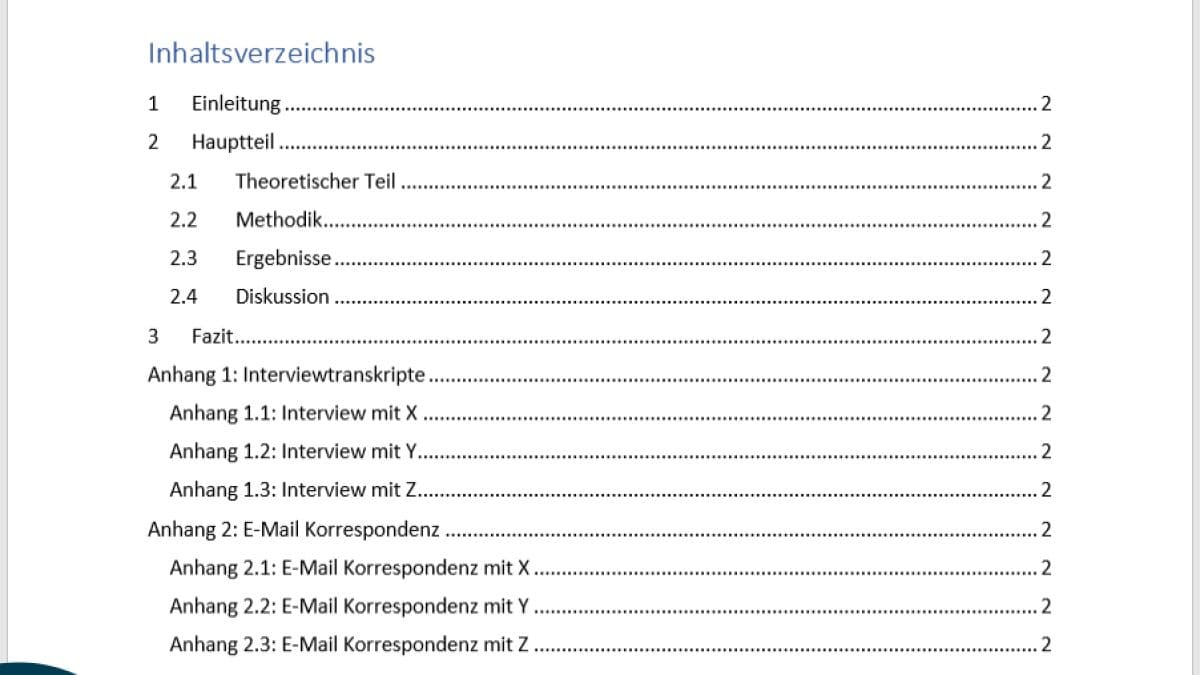 Inhaltsverzeichnis
1 Einleitung 2
2 Hauptteil 2
2.1 Theoretischer Teil 2
2.2 Methodik 2
2.3 Ergebnisse 2
2.4 Diskussion 2
3 Fazit 2
Anhang 1: Interviewtranskripte 2
Anhang 1.1: Interview mit X 2
Anhang 1.2: Interview mit Y 2
Anhang 1.3: Interview mit Z 2
Anhang 2: E-Mail Korrespondenz 2
Anhang 2.1: E-Mail Korrespondenz mit X 2
Anhang 2.2: E-Mail Korrespondenz mit Y 2
Anhang 2.3: E-Mail Korrespondenz mit Z 2